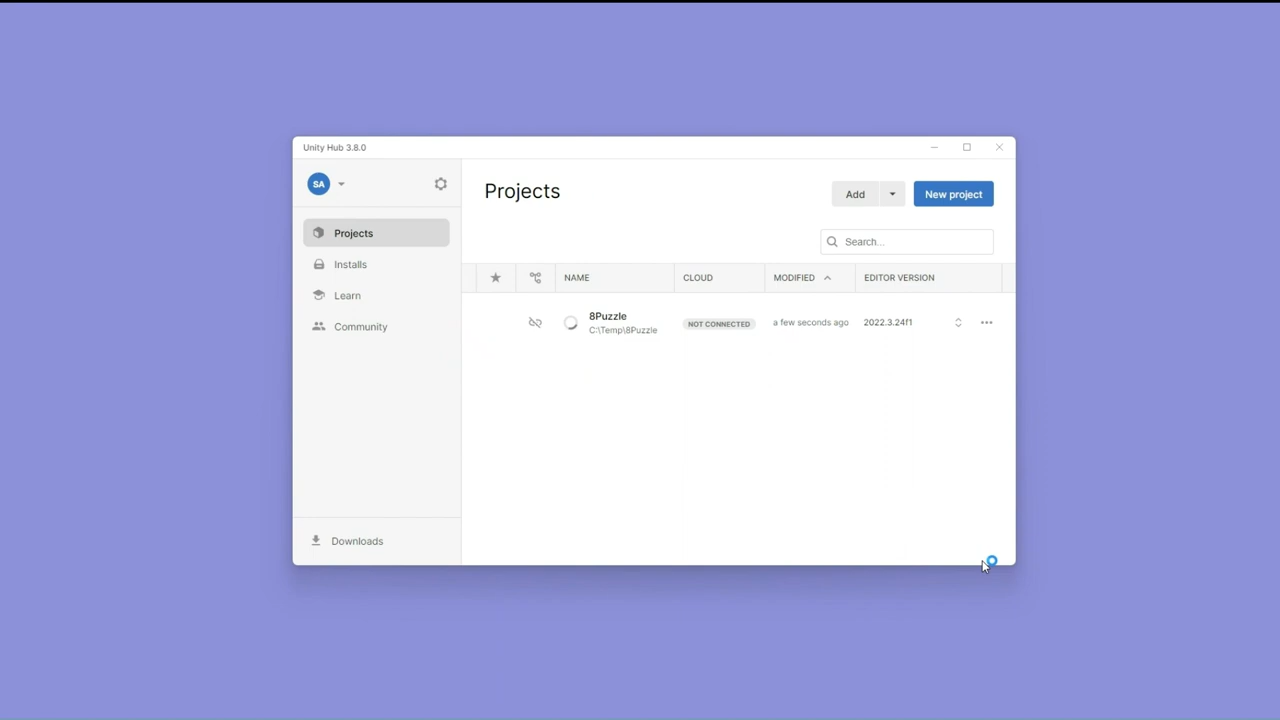 Unity Hub 3.8.0
SA
Projects
Add
New project
Projects
Search...
Installs
Learn
Community
NAME
CLOUD
MODIFIED
EDITOR VERSION
8Puzzle
C:\Temp\8Puzzle
NOT CONNECTED
a few seconds ago
2022.3.24f1
Downloads